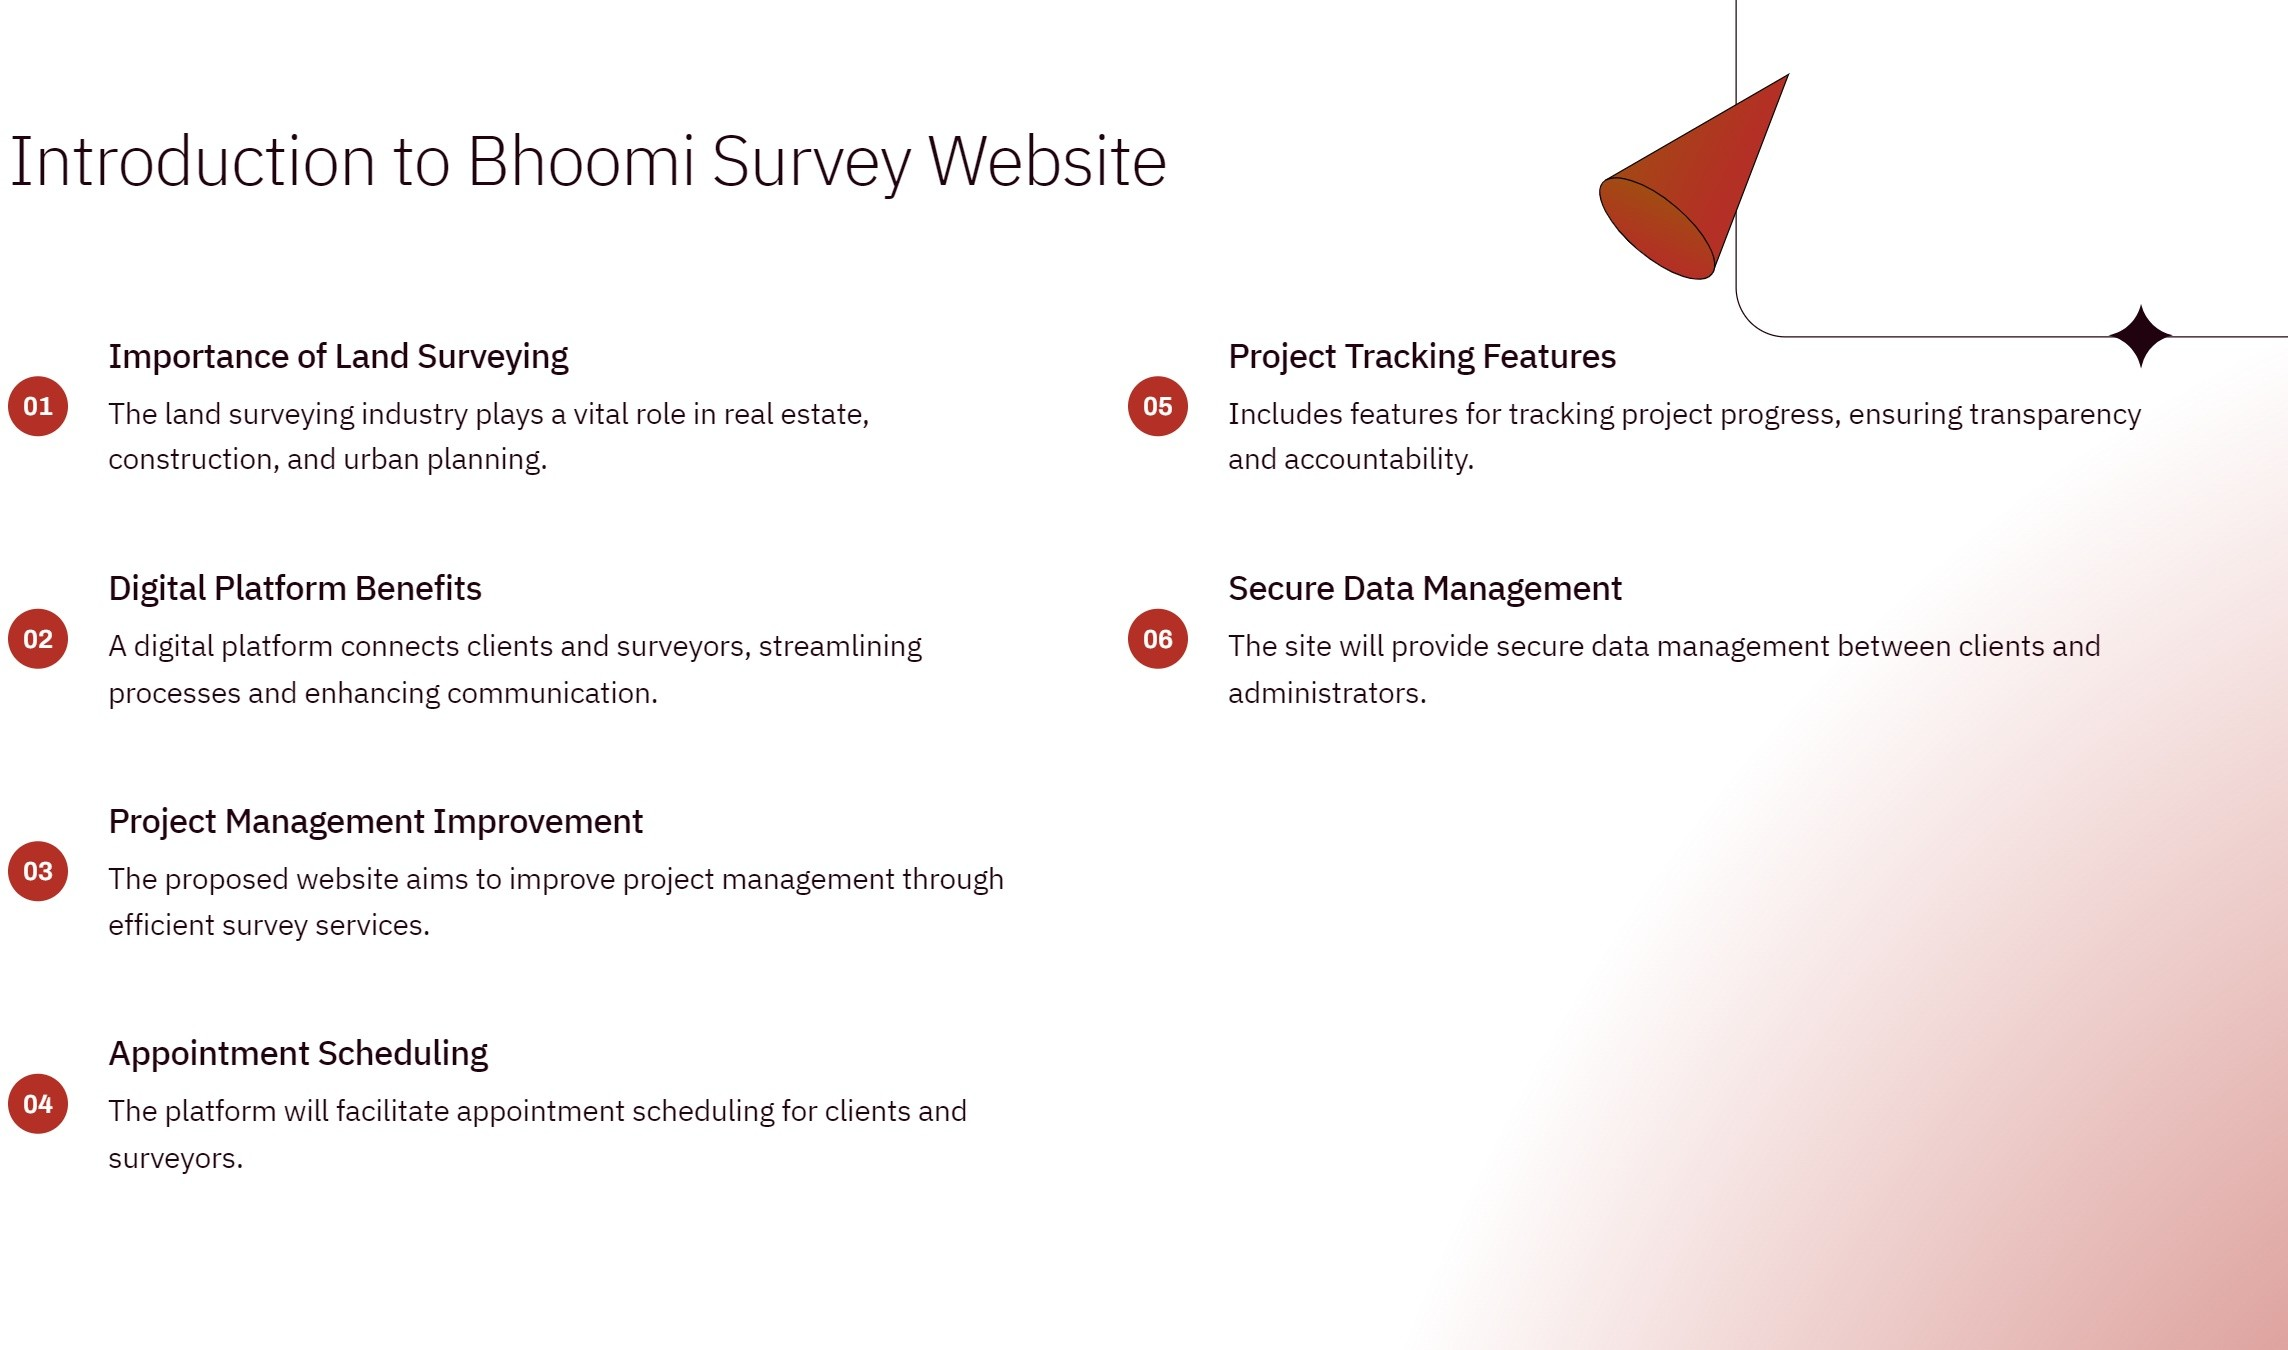 Introduction to Bhoomi Survey Website
01
Importance of Land Surveying
The land surveying industry plays a vital role in real estate,
construction, and urban planning.
02
Digital Platform Benefits
A digital platform connects clients and surveyors, streamlining
processes and enhancing communication.
03
Project Management Improvement
The proposed website aims to improve project management through
efficient survey services.
04
Appointment Scheduling
The platform will facilitate appointment scheduling for clients and
surveyors.
05
Project Tracking Features
Includes features for tracking project progress, ensuring transparency
and accountability.
06
Secure Data Management
The site will provide secure data management between clients and
administrators.